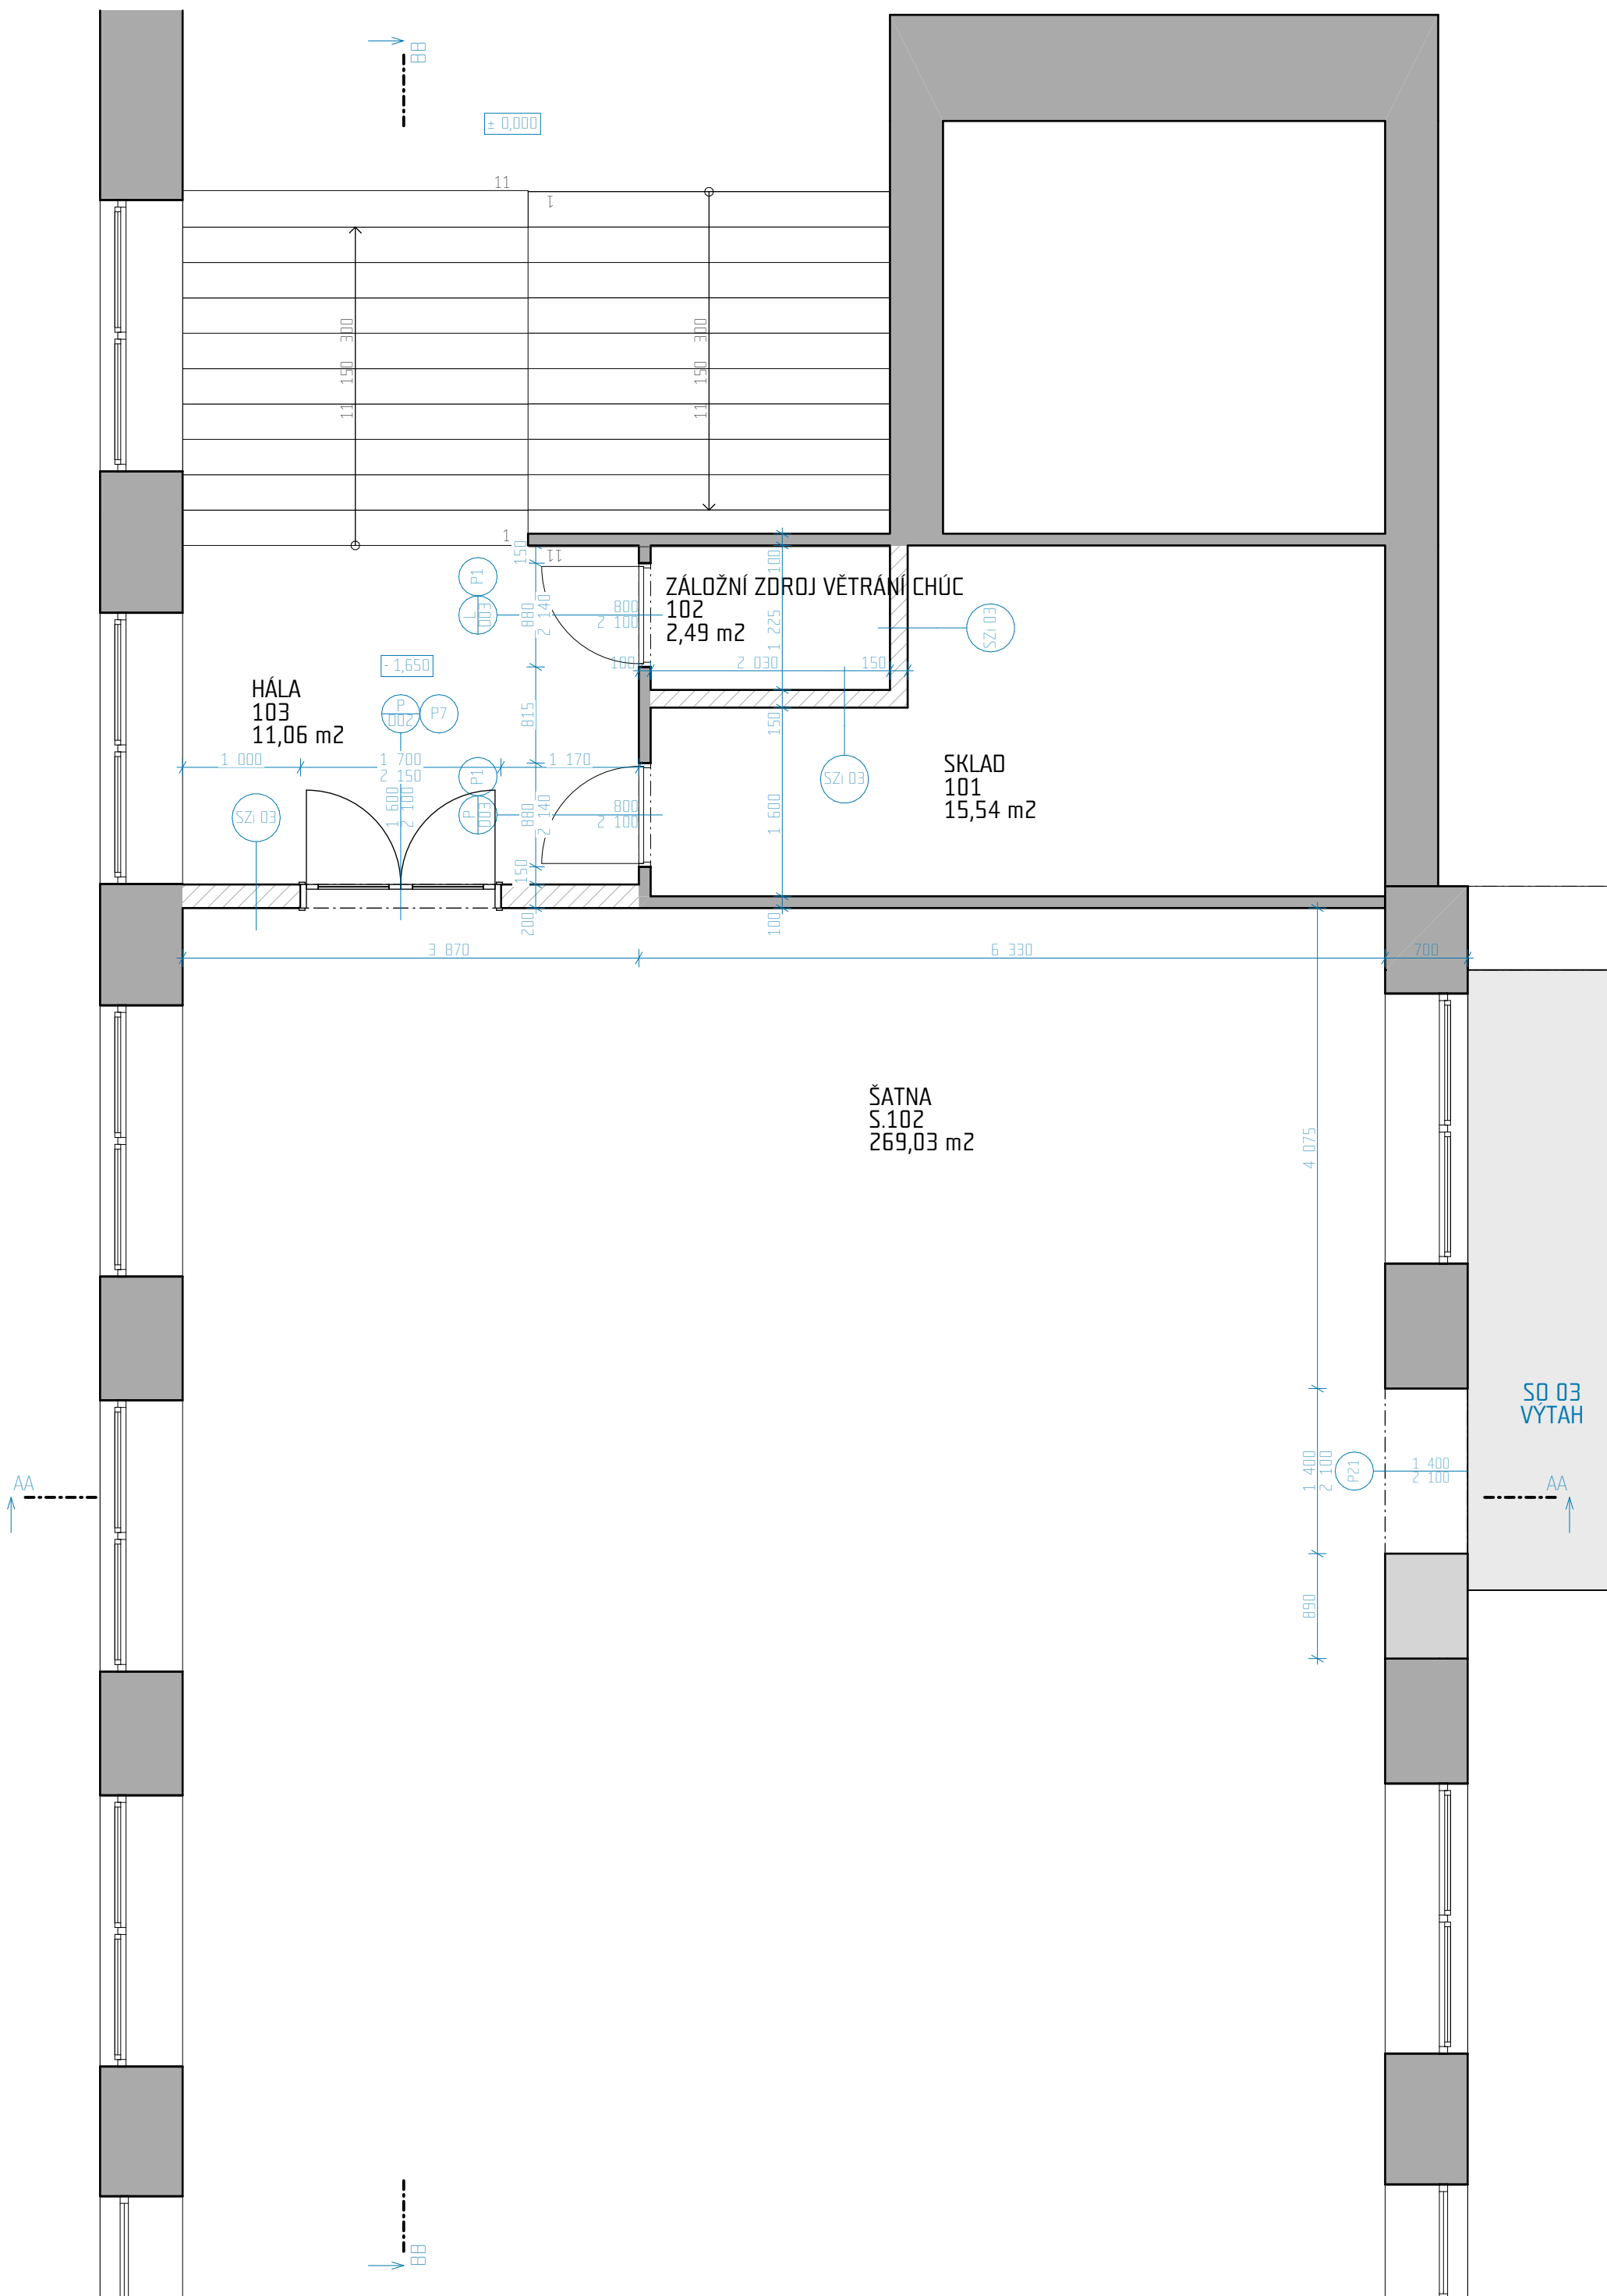 BB
± 0,000
11
1
11 150 300
11 150 300
1
11
150
100
P1
L
003
880
2 140
800
2 100
ZÁLOŽNÍ ZDROJ VĚTRÁNÍ CHÚC
102
2,49 m2
1 225
SZi 03
- 1,650
100
2 030
150
HÁLA
103
11,06 m2
P
002
P7
815
150
1 000
1 700
2 150
1 170
SKLAD
101
15,54 m2
P1
SZi 03
SZi 03
1 600
2 100
P
003
880
2 140
800
2 100
1 600
150
200
100
3 870
6 330
700
ŠATNA
S.102
269,03 m2
4 075
SO 03
VÝTAH
AA
1 400
2 100
P21
1 400
2 100
AA
890
BB